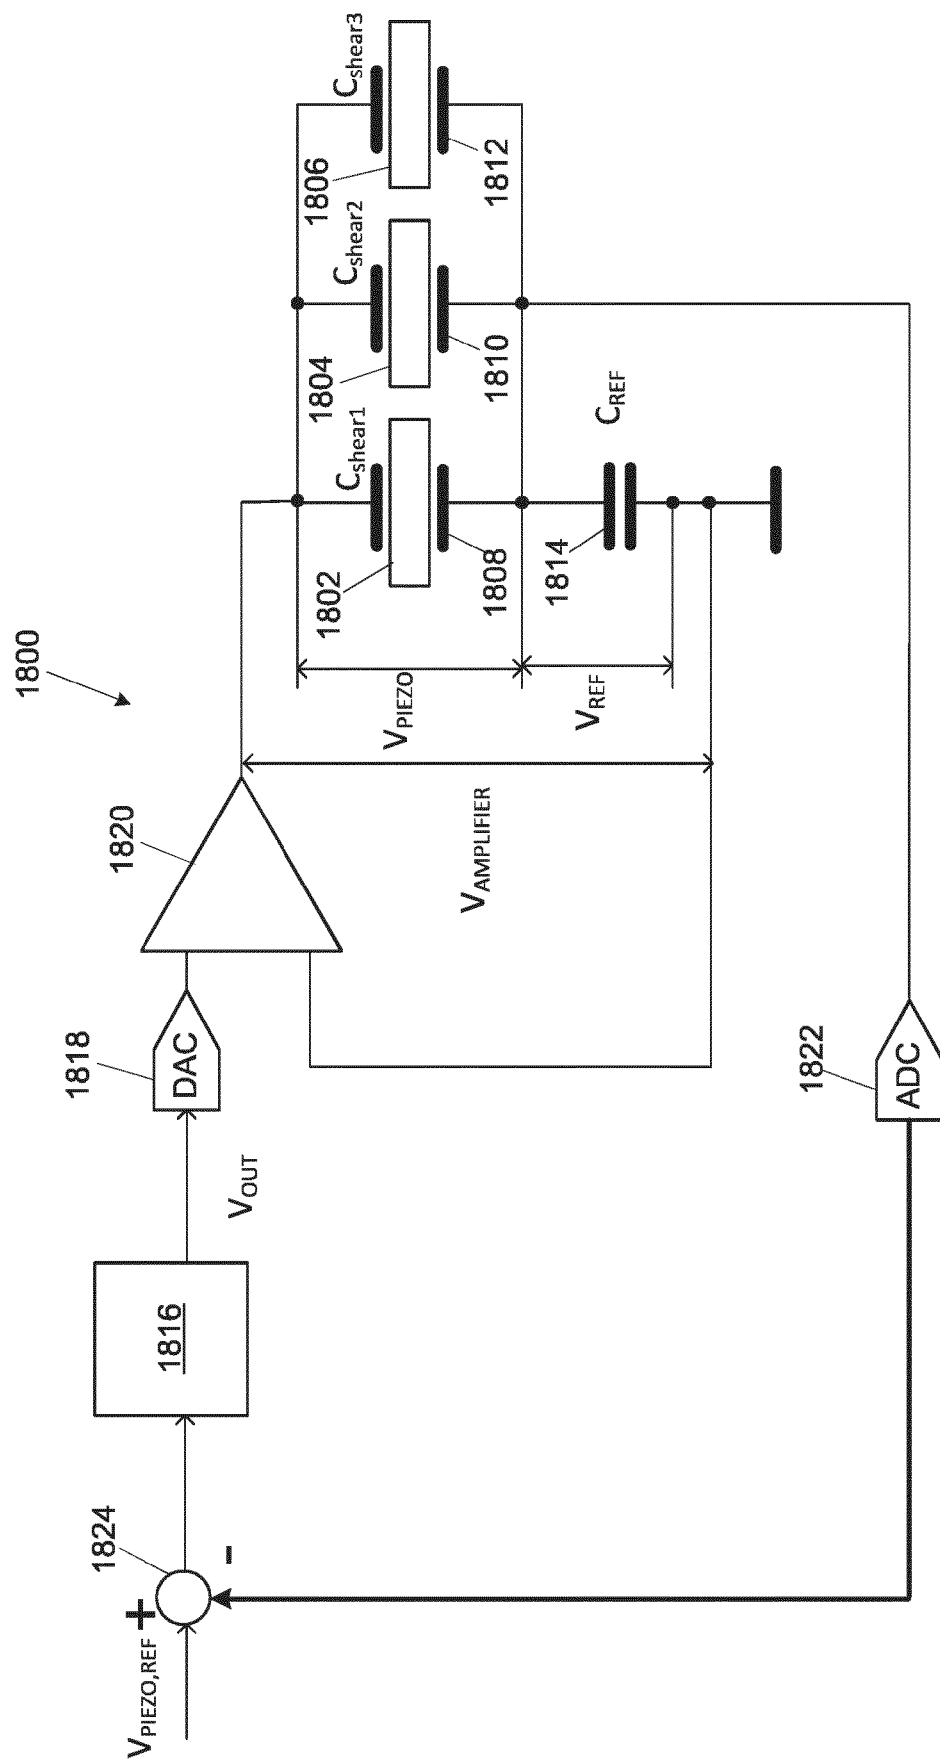 1800
V_PIEZO,REF
+
-
1824
1816
V_OUT
1818
DAC
1820
V_AMPLIFIER
V_PIEZO
V_REF
1802
C_shear1
1808
1804
C_shear2
1810
1806
C_shear3
1812
1814
C_REF
1822
ADC